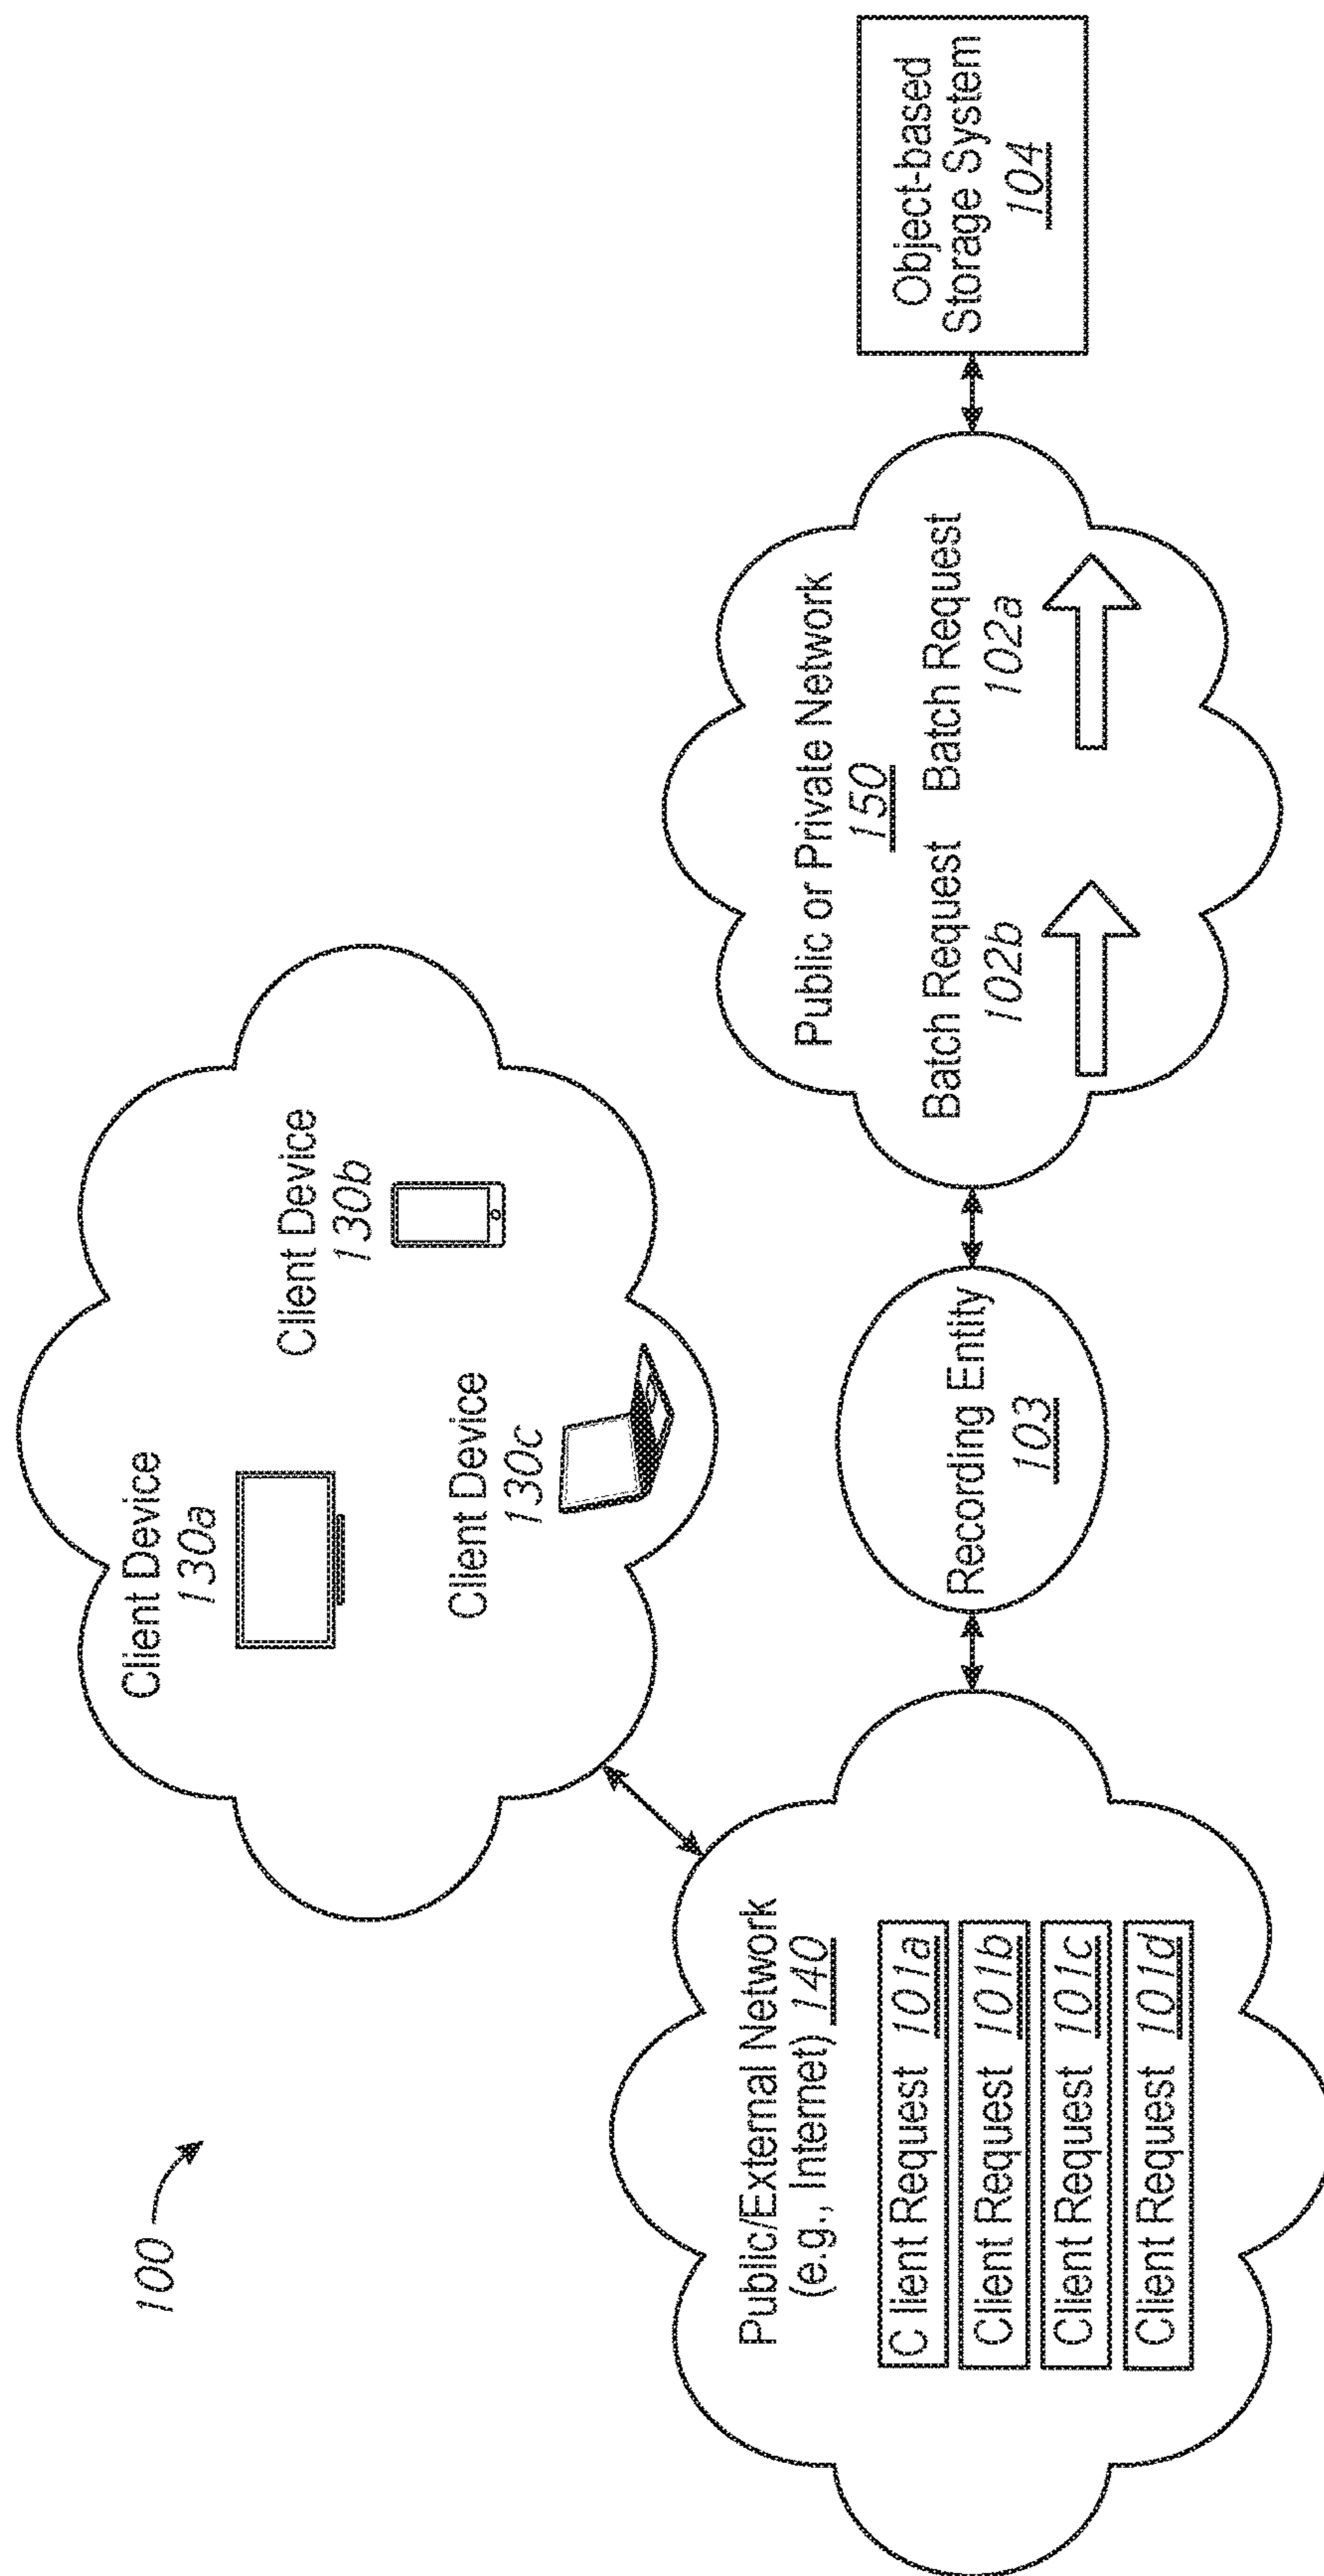 100
Client Device
130a
Client Device
130b
Client Device
130c
Public/External Network
(e.g., Internet) 140
C lient Request 101a
Client Request 101b
Client Request 101c
Client Request 101d
Recording Entity
103
Public or Private Network
150
Batch Request
102b
Batch Request
102a
Object-based
Storage System
104